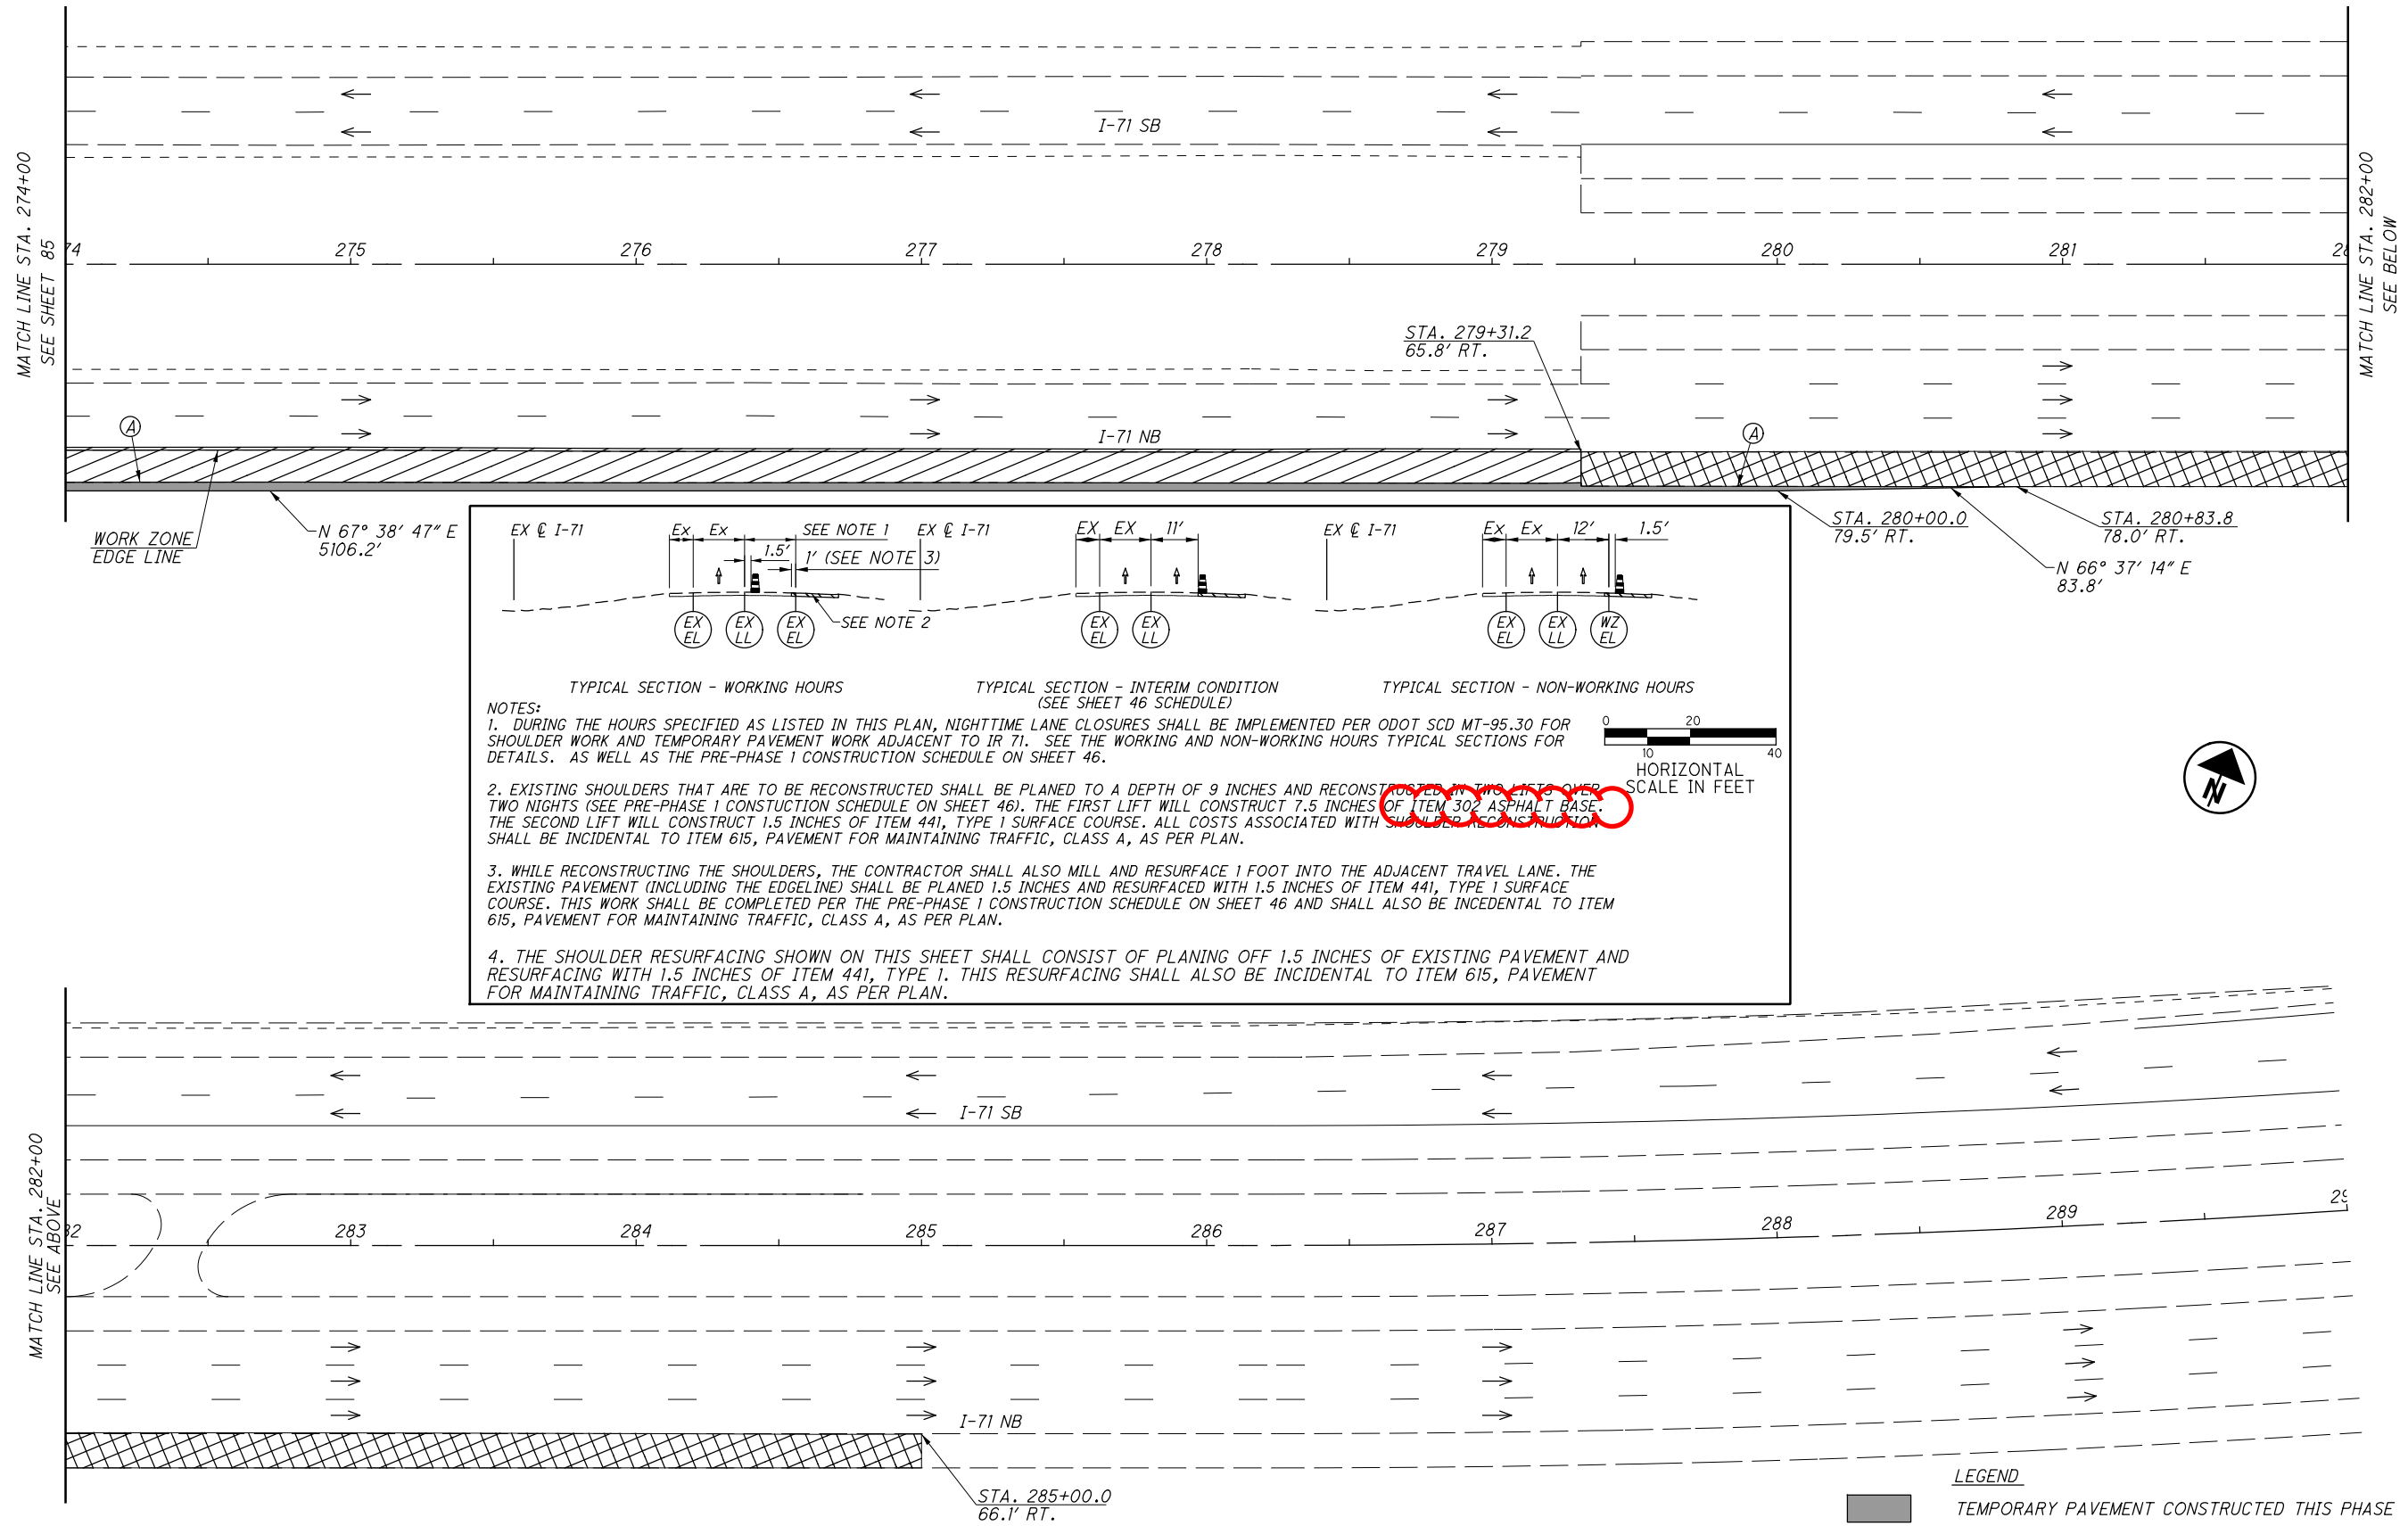 MATCH LINE STA. 274+00
SEE SHEET 85
I-71 SB
74 275 276 277 278 279 280 281 28
MATCH LINE STA. 282+00
SEE BELOW
STA. 279+31.2
65.8' RT.
A
I-71 NB
A
WORK ZONE
EDGE LINE
N 67° 38' 47" E
5106.2'
STA. 280+00.0
79.5' RT.
STA. 280+83.8
78.0' RT.
N 66° 37' 14" E
83.8'
EX ℄ I-71
Ex Ex SEE NOTE 1
1.5'
1' (SEE NOTE 3)
EX EL
EX LL
EX EL
SEE NOTE 2
TYPICAL SECTION - WORKING HOURS
EX ℄ I-71
EX EX 11'
EX EL
EX LL
TYPICAL SECTION - INTERIM CONDITION
(SEE SHEET 46 SCHEDULE)
EX ℄ I-71
Ex Ex 12' 1.5'
EX EL
EX LL
WZ EL
TYPICAL SECTION - NON-WORKING HOURS
NOTES:
1. DURING THE HOURS SPECIFIED AS LISTED IN THIS PLAN, NIGHTTIME LANE CLOSURES SHALL BE IMPLEMENTED PER ODOT SCD MT-95.30 FOR
SHOULDER WORK AND TEMPORARY PAVEMENT WORK ADJACENT TO IR 71. SEE THE WORKING AND NON-WORKING HOURS TYPICAL SECTIONS FOR
DETAILS. AS WELL AS THE PRE-PHASE 1 CONSTRUCTION SCHEDULE ON SHEET 46.
0 20
10 40
HORIZONTAL
SCALE IN FEET
2. EXISTING SHOULDERS THAT ARE TO BE RECONSTRUCTED SHALL BE PLANED TO A DEPTH OF 9 INCHES AND RECONSTRUCTED IN TWO LIFTS OVER
TWO NIGHTS (SEE PRE-PHASE 1 CONSTUCTION SCHEDULE ON SHEET 46). THE FIRST LIFT WILL CONSTRUCT 7.5 INCHES OF ITEM 302 ASPHALT BASE.
THE SECOND LIFT WILL CONSTRUCT 1.5 INCHES OF ITEM 441, TYPE 1 SURFACE COURSE. ALL COSTS ASSOCIATED WITH SHOULDER RECONSTRUCTION
SHALL BE INCIDENTAL TO ITEM 615, PAVEMENT FOR MAINTAINING TRAFFIC, CLASS A, AS PER PLAN.
3. WHILE RECONSTRUCTING THE SHOULDERS, THE CONTRACTOR SHALL ALSO MILL AND RESURFACE 1 FOOT INTO THE ADJACENT TRAVEL LANE. THE
EXISTING PAVEMENT (INCLUDING THE EDGELINE) SHALL BE PLANED 1.5 INCHES AND RESURFACED WITH 1.5 INCHES OF ITEM 441, TYPE 1 SURFACE
COURSE. THIS WORK SHALL BE COMPLETED PER THE PRE-PHASE 1 CONSTRUCTION SCHEDULE ON SHEET 46 AND SHALL ALSO BE INCEDENTAL TO ITEM
615, PAVEMENT FOR MAINTAINING TRAFFIC, CLASS A, AS PER PLAN.
4. THE SHOULDER RESURFACING SHOWN ON THIS SHEET SHALL CONSIST OF PLANING OFF 1.5 INCHES OF EXISTING PAVEMENT AND
RESURFACING WITH 1.5 INCHES OF ITEM 441, TYPE 1. THIS RESURFACING SHALL ALSO BE INCIDENTAL TO ITEM 615, PAVEMENT
FOR MAINTAINING TRAFFIC, CLASS A, AS PER PLAN.
N
MATCH LINE STA. 282+00
SEE ABOVE
I-71 SB
82 283 284 285 286 287 288 289 29
I-71 NB
STA. 285+00.0
66.1' RT.
LEGEND
TEMPORARY PAVEMENT CONSTRUCTED THIS PHASE